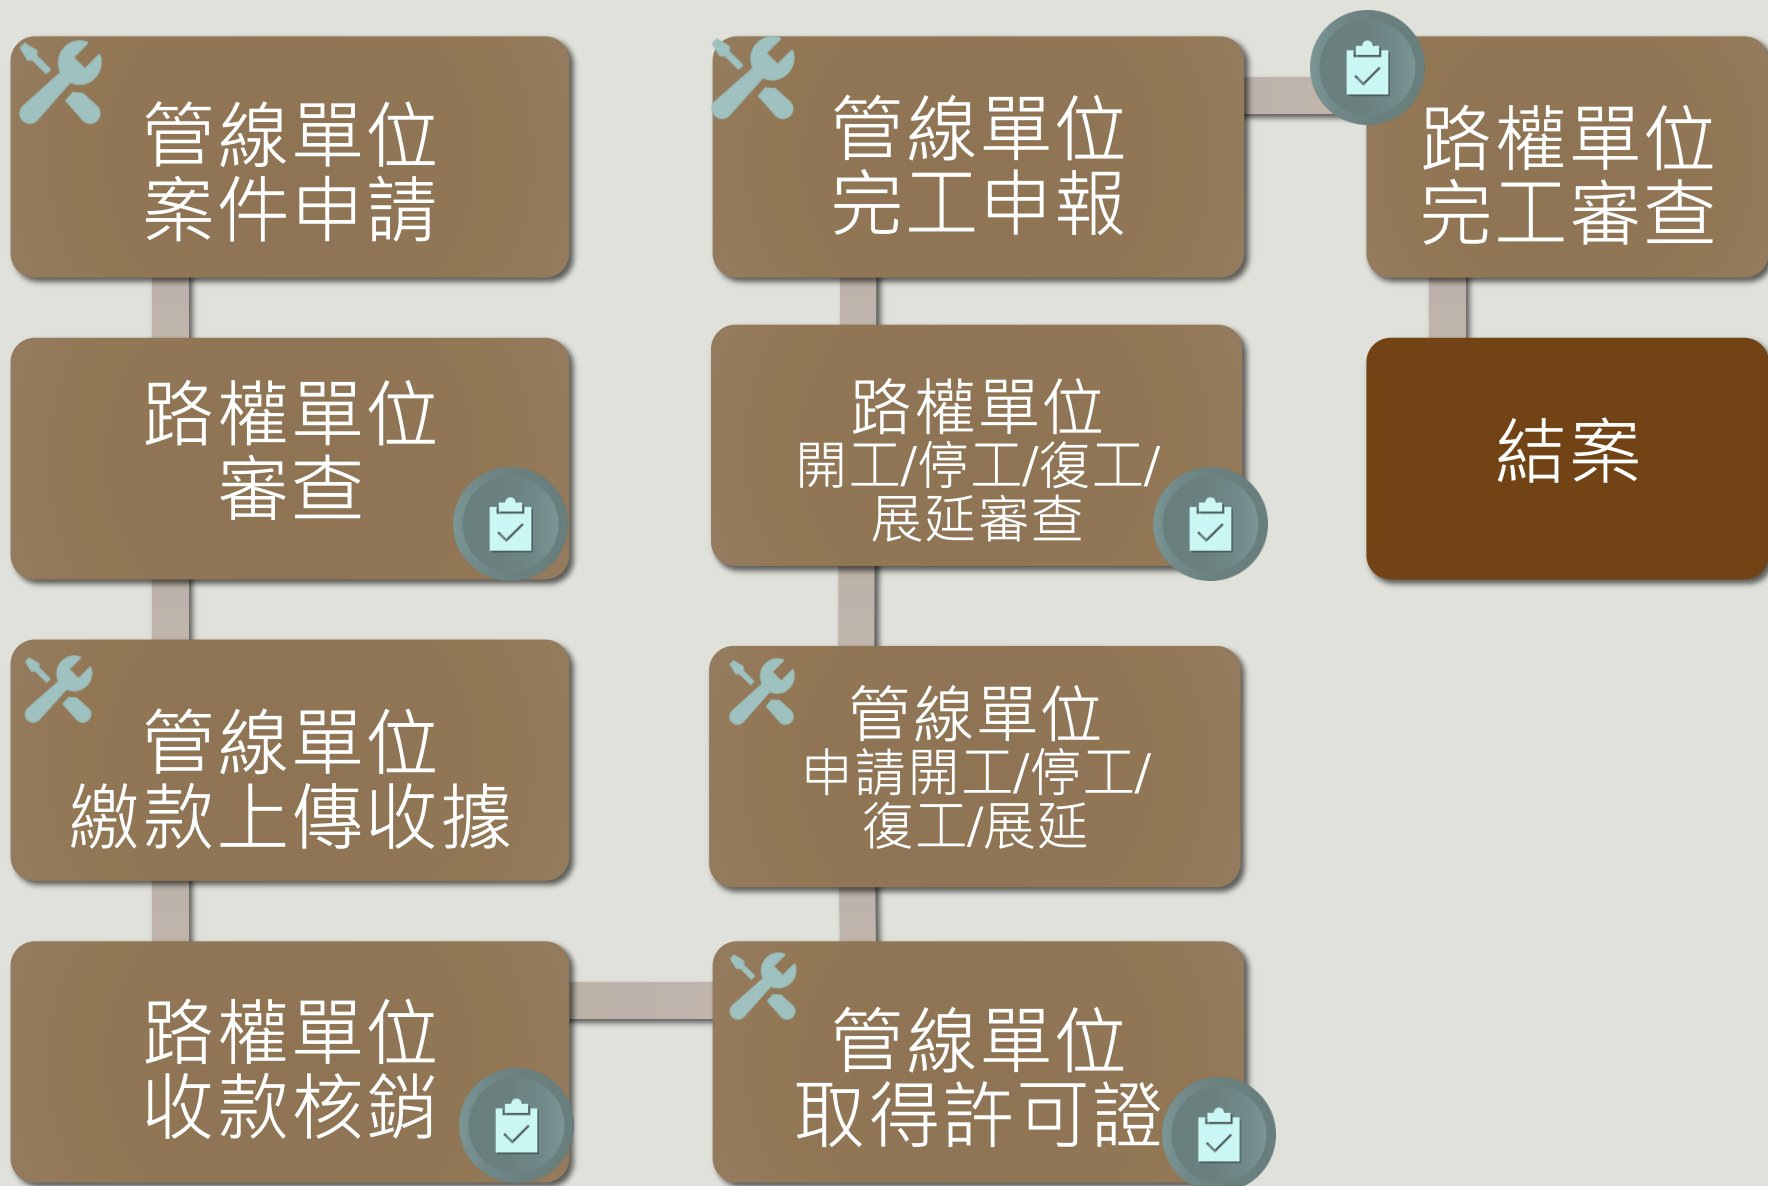 管線單位
案件申請
路權單位
審查
管線單位
繳款上傳收據
路權單位
收款核銷
管線單位
取得許可證
管線單位
申請開工/停工/
復工/展延
路權單位
開工/停工/復工/
展延審查
管線單位
完工申報
路權單位
完工審查
結案